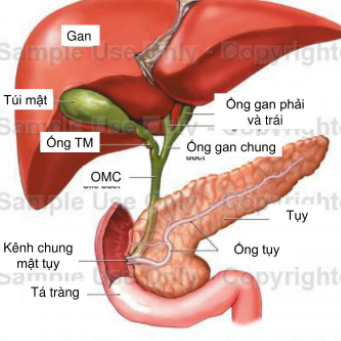 Sample Use Only - Copyright
Gan
Túi mật
Ống gan phải
và trái
Ống TM
Ống gan chung
OMC
Tụy
Kênh chung
mật tụy
Ống tụy
Tá tràng